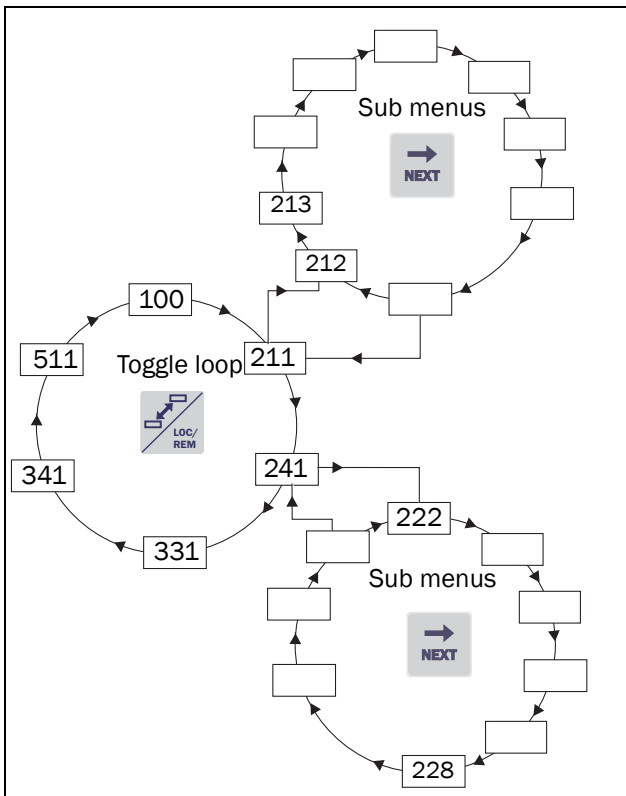 Sub menus
NEXT
213
212
100
511
Toggle loop
211
LOC/
REM
341
241
331
222
Sub menus
NEXT
228